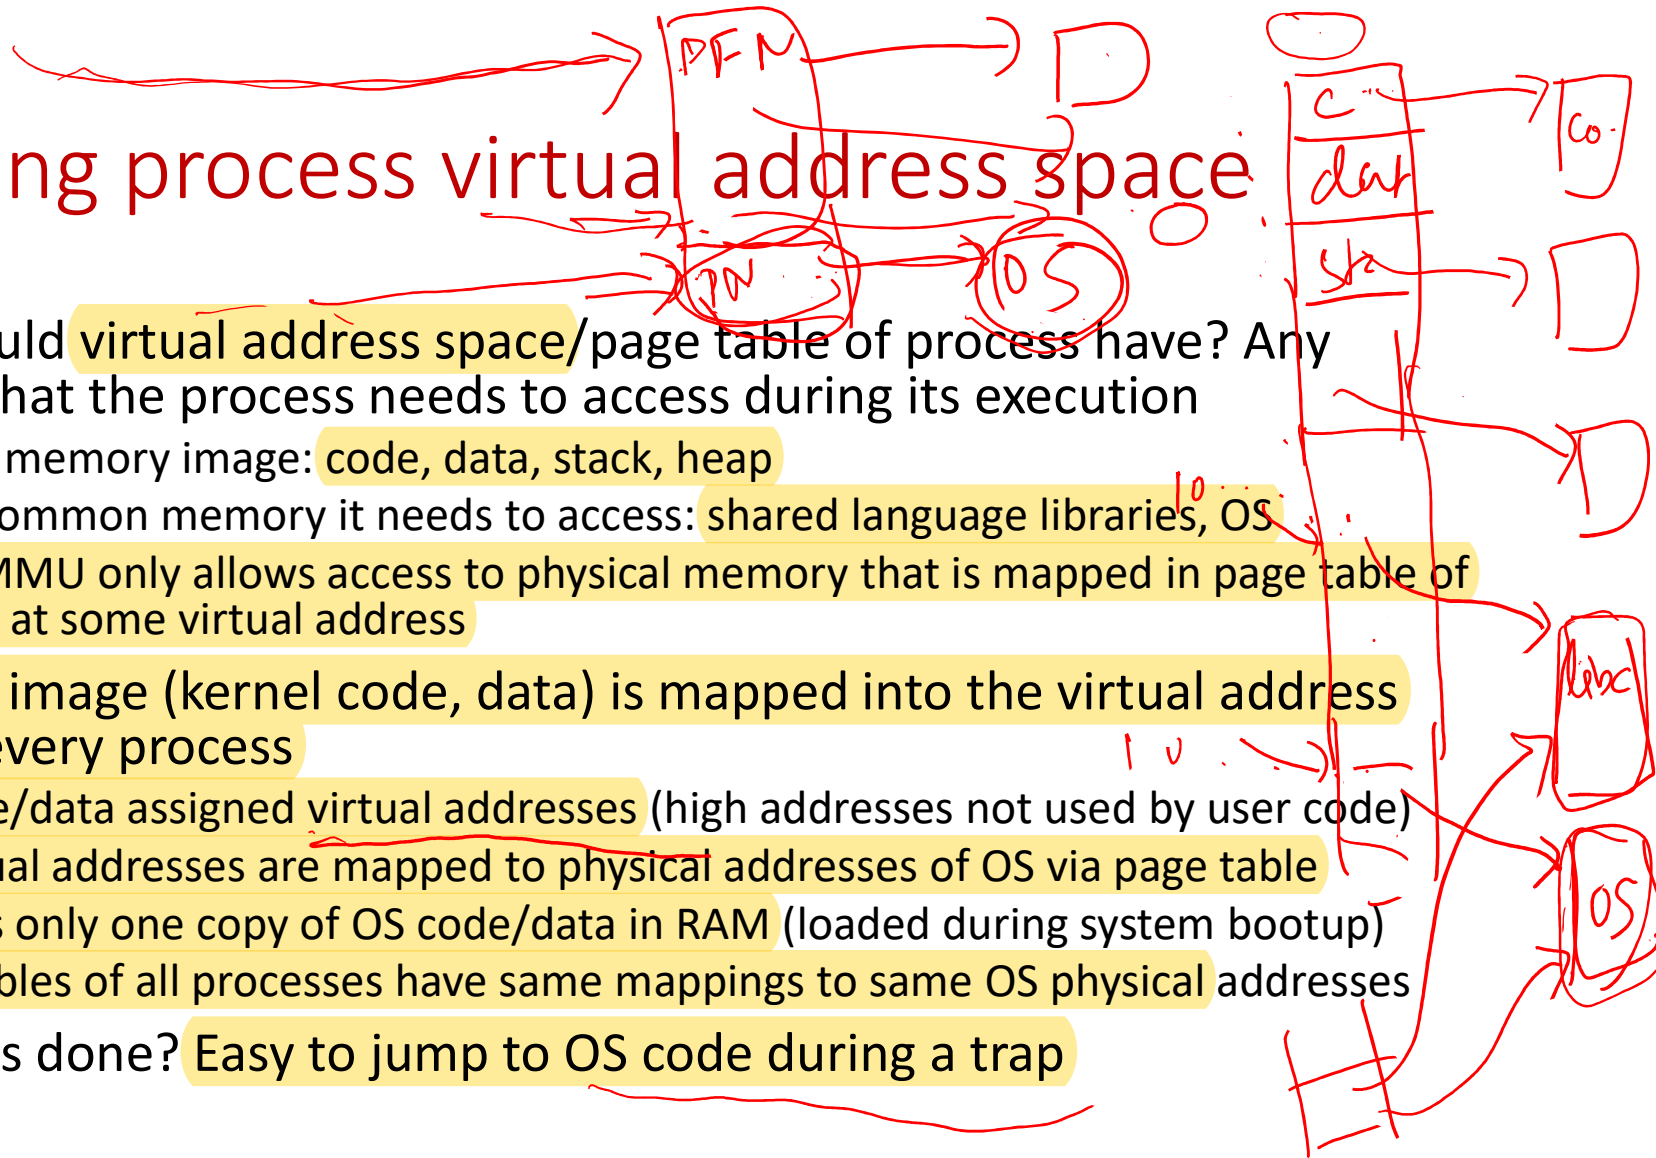 PFN
C
Co.
ng process virtual address space
dat
PN
OS
stk
uld virtual address space/page table of process have? Any
hat the process needs to access during its execution
memory image: code, data, stack, heap
10
ommon memory it needs to access: shared language libraries, OS
MMU only allows access to physical memory that is mapped in page table of
at some virtual address
libc
image (kernel code, data) is mapped into the virtual address
every process
10
e/data assigned virtual addresses (high addresses not used by user code)
ual addresses are mapped to physical addresses of OS via page table
OS
s only one copy of OS code/data in RAM (loaded during system bootup)
bles of all processes have same mappings to same OS physical addresses
s done? Easy to jump to OS code during a trap